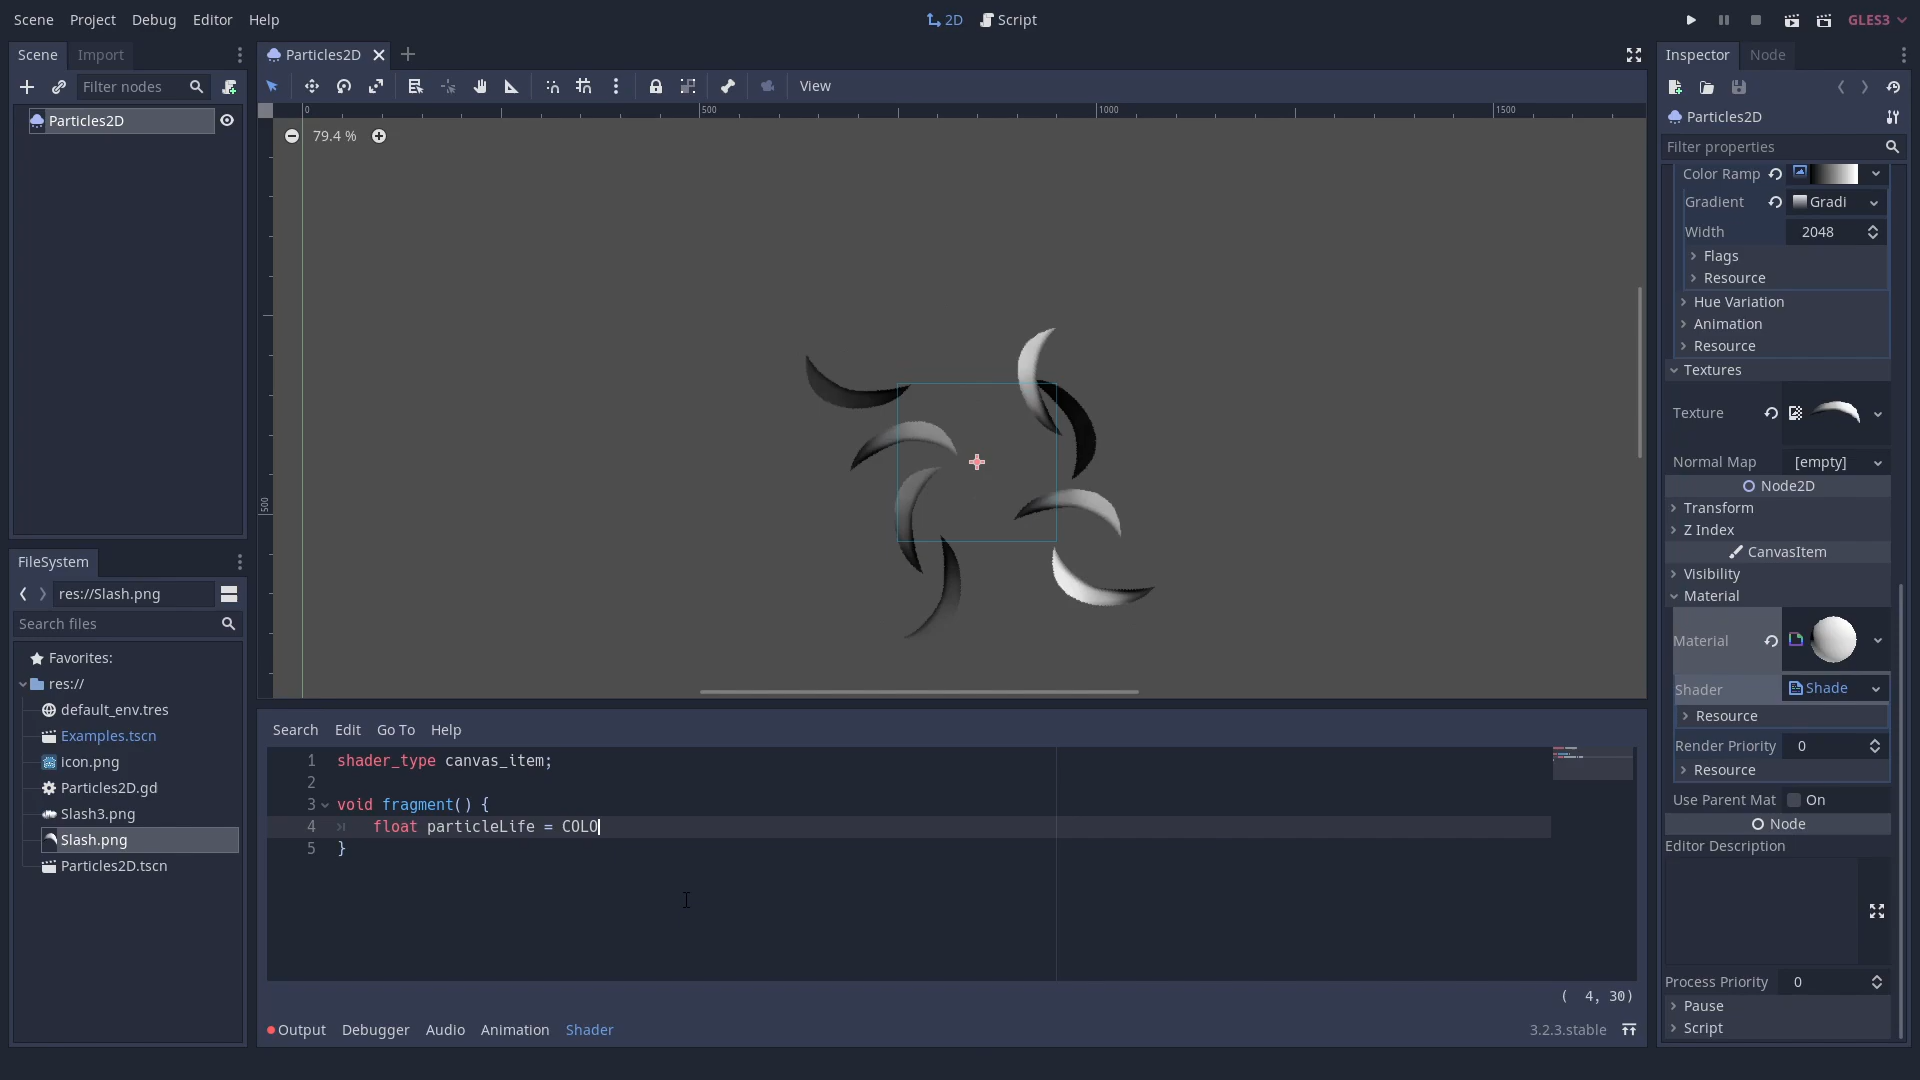 Scene Project Debug Editor Help
2D Script
GLES3
Scene Import
Filter nodes
Particles2D
FileSystem
res://Slash.png
Search files
Favorites:
res://
default_env.tres
Examples.tscn
icon.png
Particles2D.gd
Slash3.png
Slash.png
Particles2D.tscn
Particles2D
View
0 500 1000 1500
79.4 %
500
Search Edit Go To Help
1 shader_type canvas_item;
2
3 void fragment() {
4 float particleLife = COLO
5 }
( 4, 30)
Output Debugger Audio Animation Shader
3.2.3.stable
Inspector Node
Particles2D
Filter properties
Color Ramp
Gradient Gradi
Width 2048
Flags
Resource
Hue Variation
Animation
Resource
Textures
Texture
Normal Map [empty]
Node2D
Transform
Z Index
CanvasItem
Visibility
Material
Material
Shader Shade
Resource
Render Priority 0
Resource
Use Parent Mat On
Node
Editor Description
Process Priority 0
Pause
Script